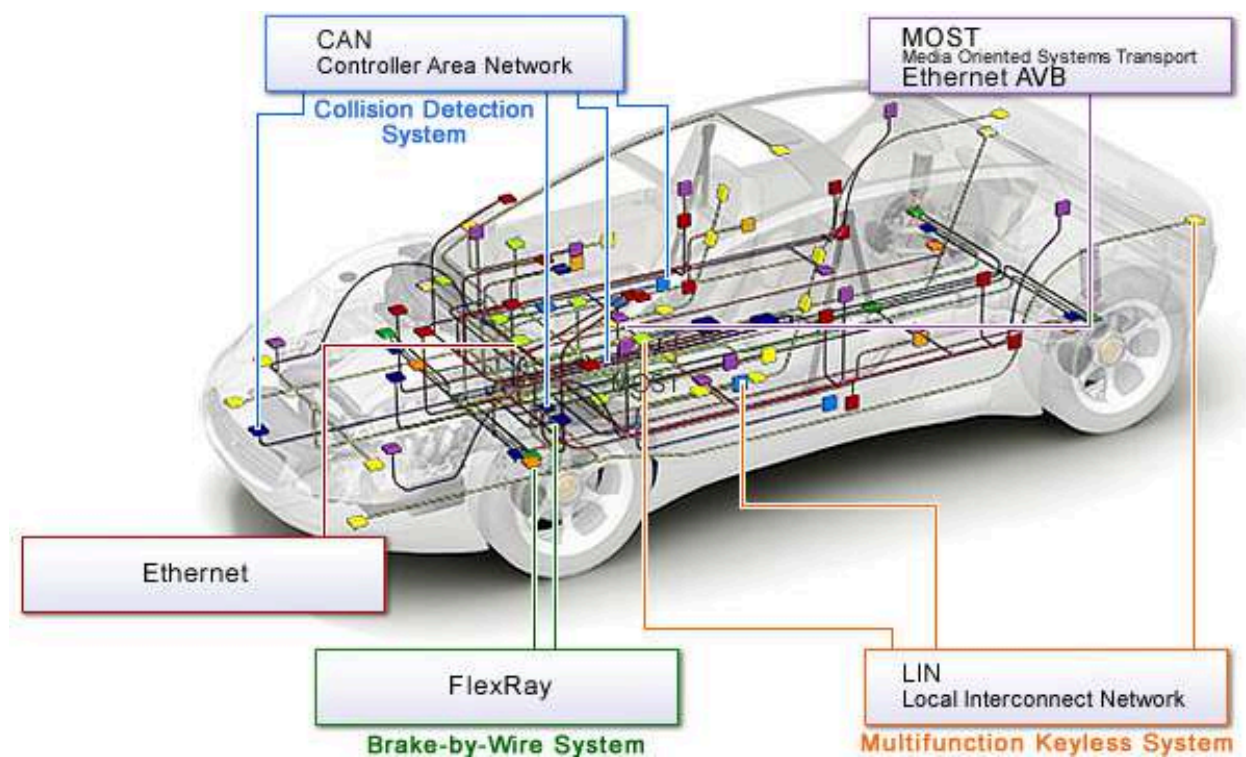 CAN
Controller Area Network
Collision Detection
System
MOST
Media Oriented Systems Transport
Ethernet AVB
Ethernet
FlexRay
Brake-by-Wire System
LIN
Local Interconnect Network
Multifunction Keyless System